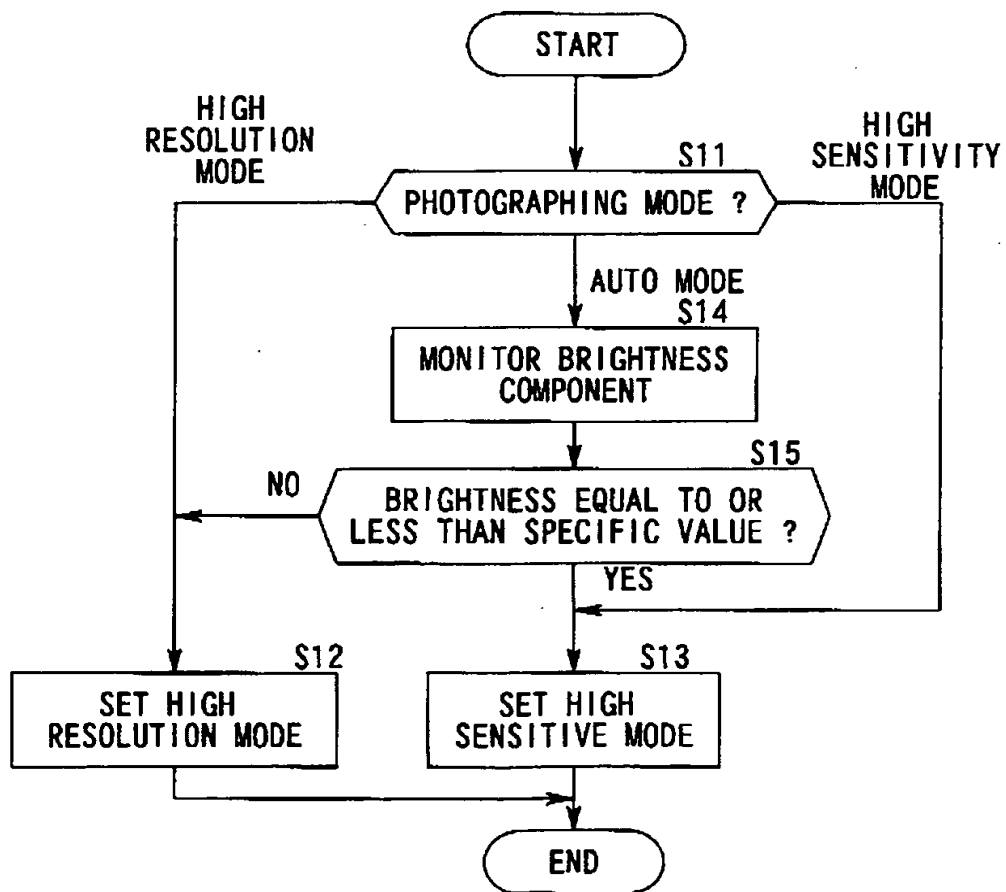 START
HIGH
RESOLUTION
MODE
HIGH
SENSITIVITY
MODE
S11
PHOTOGRAPHING MODE ?
AUTO MODE
S14
MONITOR BRIGHTNESS
COMPONENT
S15
NO
BRIGHTNESS EQUAL TO OR
LESS THAN SPECIFIC VALUE ?
YES
S12
SET HIGH
RESOLUTION MODE
S13
SET HIGH
SENSITIVE MODE
END